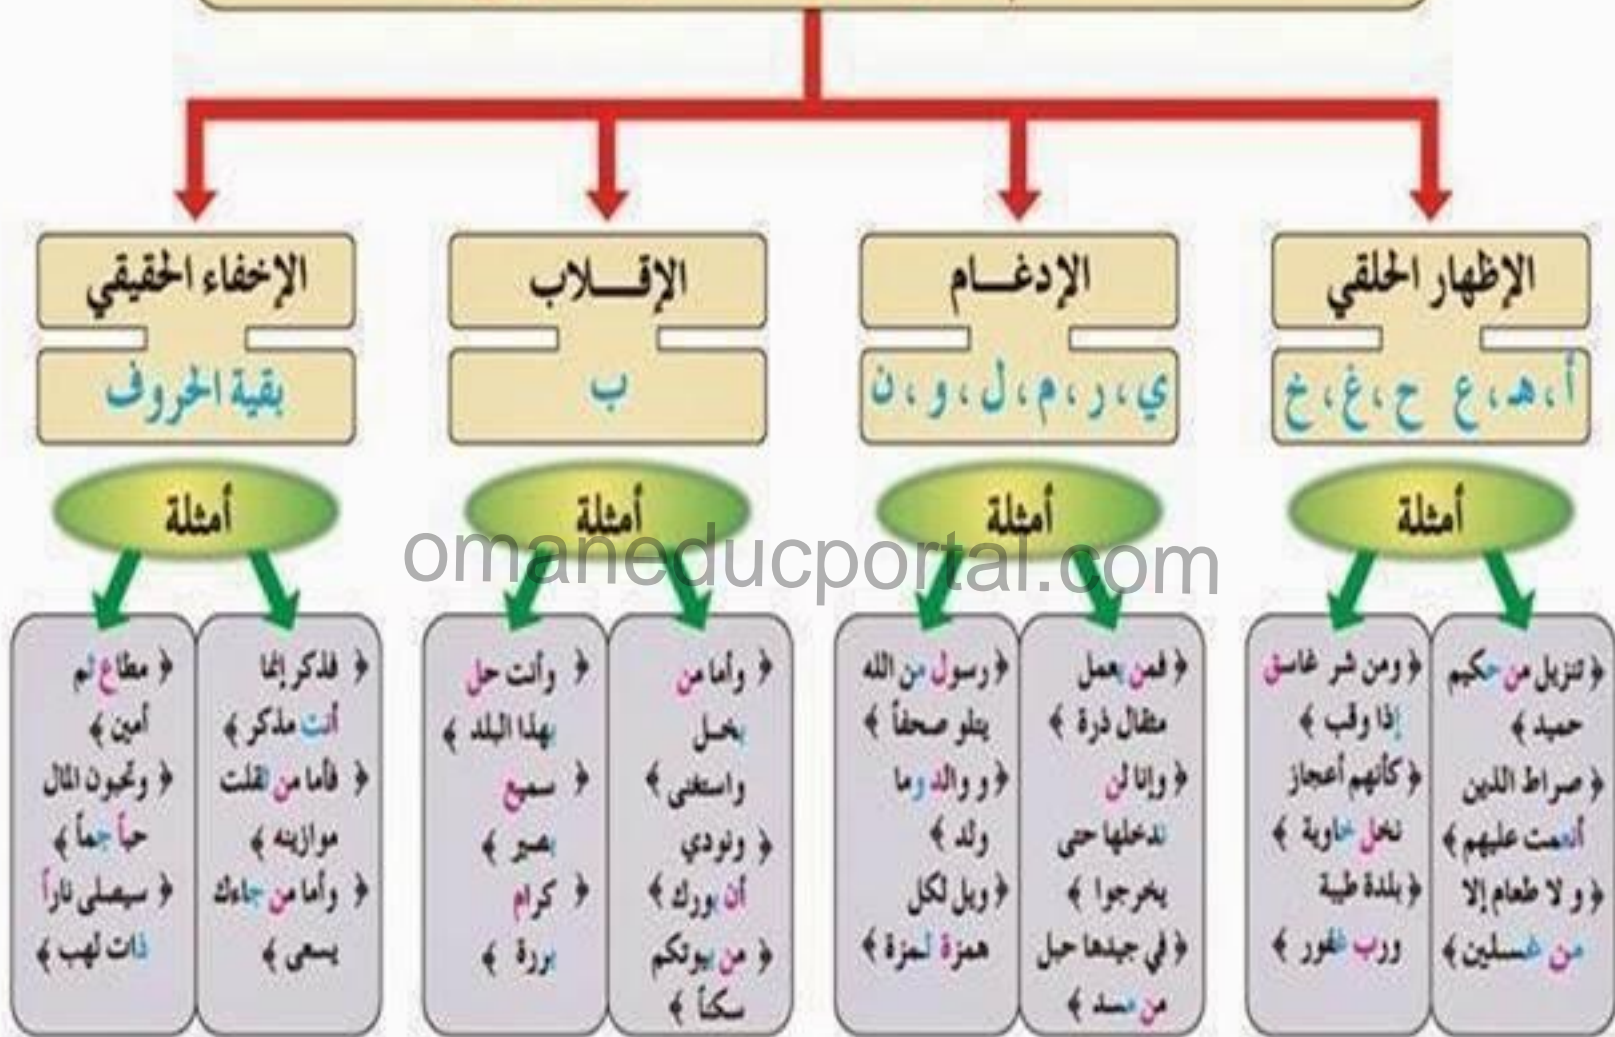 الإظهار الحلقي
أ، هـ، ع ح، غ، خ
أمثلة
﴿ تنزيل من حكيم
حميد ﴾
﴿ صراط الذين
أنعمت عليهم ﴾
﴿ و لا طعام إلا
من غسلين ﴾
﴿ ومن شر غاسق
إذا وقب ﴾
﴿ كأنهم أعجاز
نخل خاوية ﴾
﴿ بلدة طيبة
ورب غفور ﴾
الإدغـــام
ي، ر، م، ل، و، ن
أمثلة
﴿ فمن يعمل
مثقال ذرة ﴾
﴿ وإنا لن
ندخلها حتى
يخرجوا ﴾
﴿ في جيدها حبل
من مسد ﴾
﴿ رسول من الله
يتلو صحفاً ﴾
﴿ و والد وما
ولد ﴾
﴿ ويل لكل
همزة لمزة ﴾
الإقـــلاب
ب
أمثلة
﴿ وأما من
بخل
واستغنى ﴾
﴿ ونودي
أن بورك ﴾
﴿ من بيوتكم
سكناً ﴾
﴿ وأنت حل
بهذا البلد ﴾
﴿ سميع
بصير ﴾
﴿ كرام
بررة ﴾
الإخفاء الحقيقي
بقية الحروف
أمثلة
﴿ فذكر إنما
أنت مذكر ﴾
﴿ فأما من ثقلت
موازينه ﴾
﴿ وأما من جاءك
يسعى ﴾
﴿ مطاع ثم
أمين ﴾
﴿ وتحبون المال
حباً جماً ﴾
﴿ سيصلى ناراً
ذات لهب ﴾
omaneducportal.com